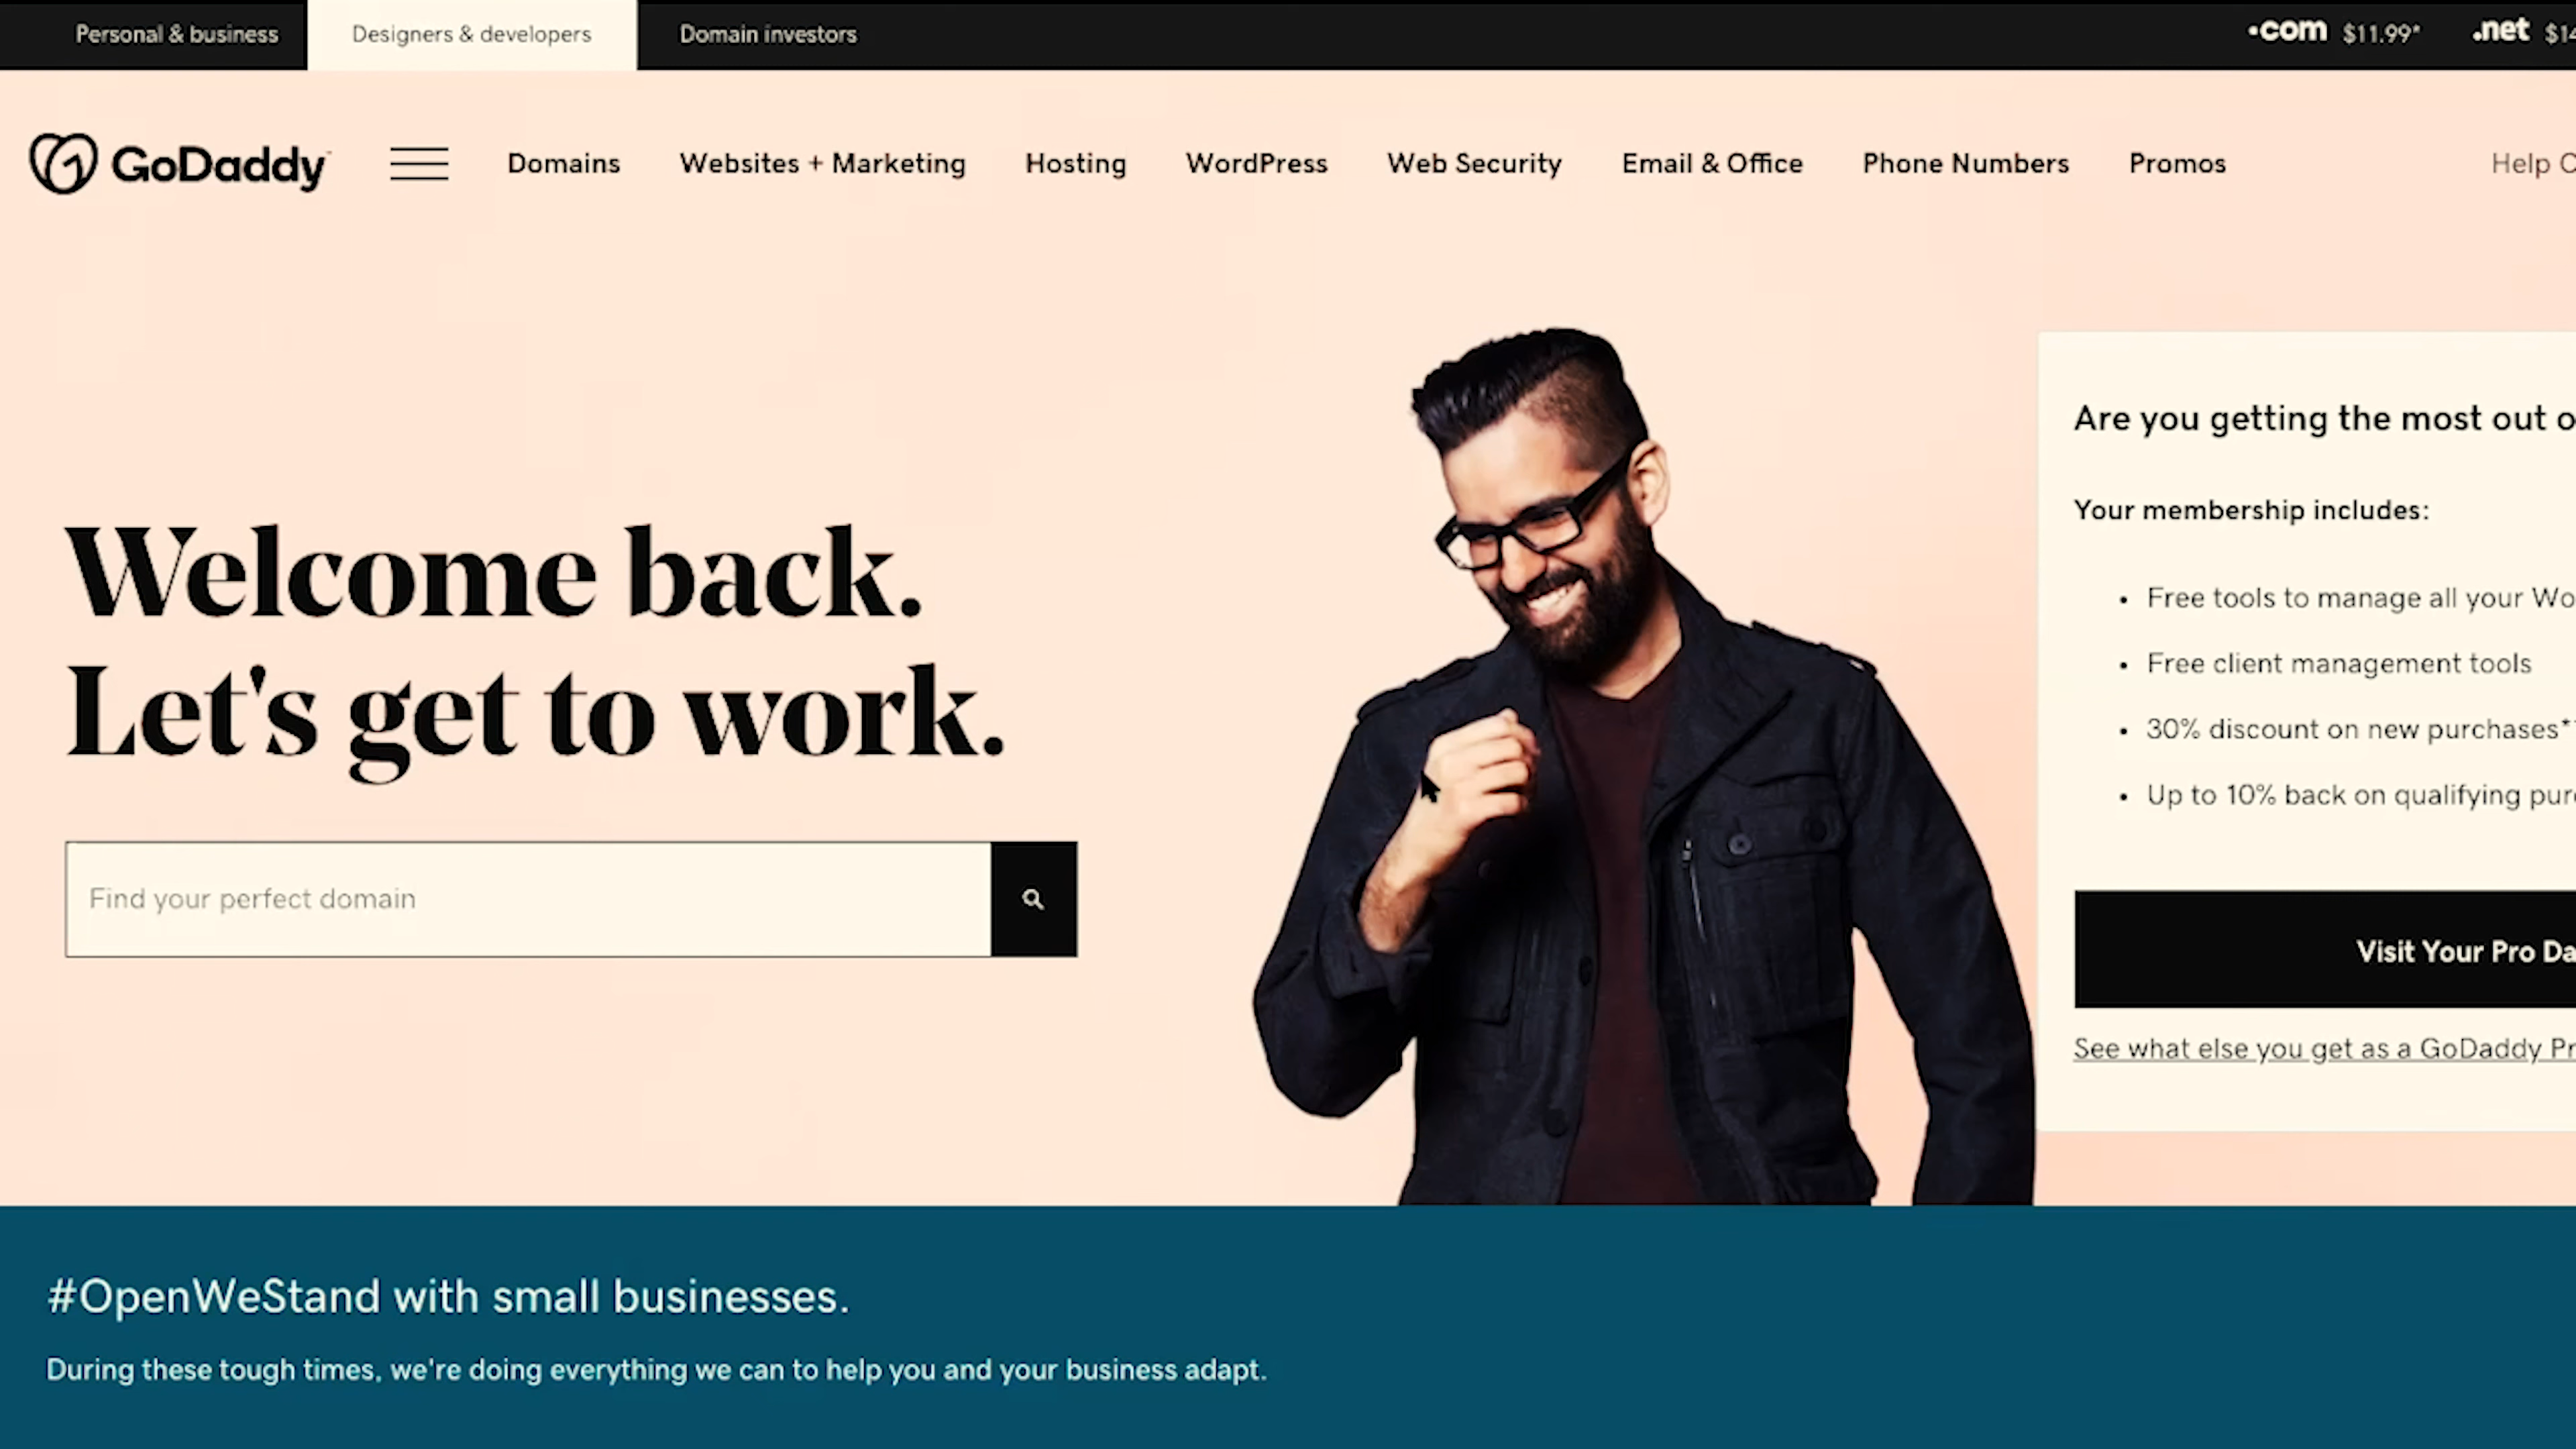 Personal & business Designers & developers Domain investors .com $11.99* .net
GoDaddy Domains Websites + Marketing Hosting WordPress Web Security Email & Office Phone Numbers Promos Help
Welcome back.
Let's get to work.
Find your perfect domain
Are you getting the most out
Your membership includes:
• Free tools to manage all your
• Free client management tools
• 30% discount on new purchases*
• Up to 10% back on qualifying
Visit Your Pro
See what else you get as a GoDaddy
#OpenWeStand with small businesses.
During these tough times, we're doing everything we can to help you and your business adapt.